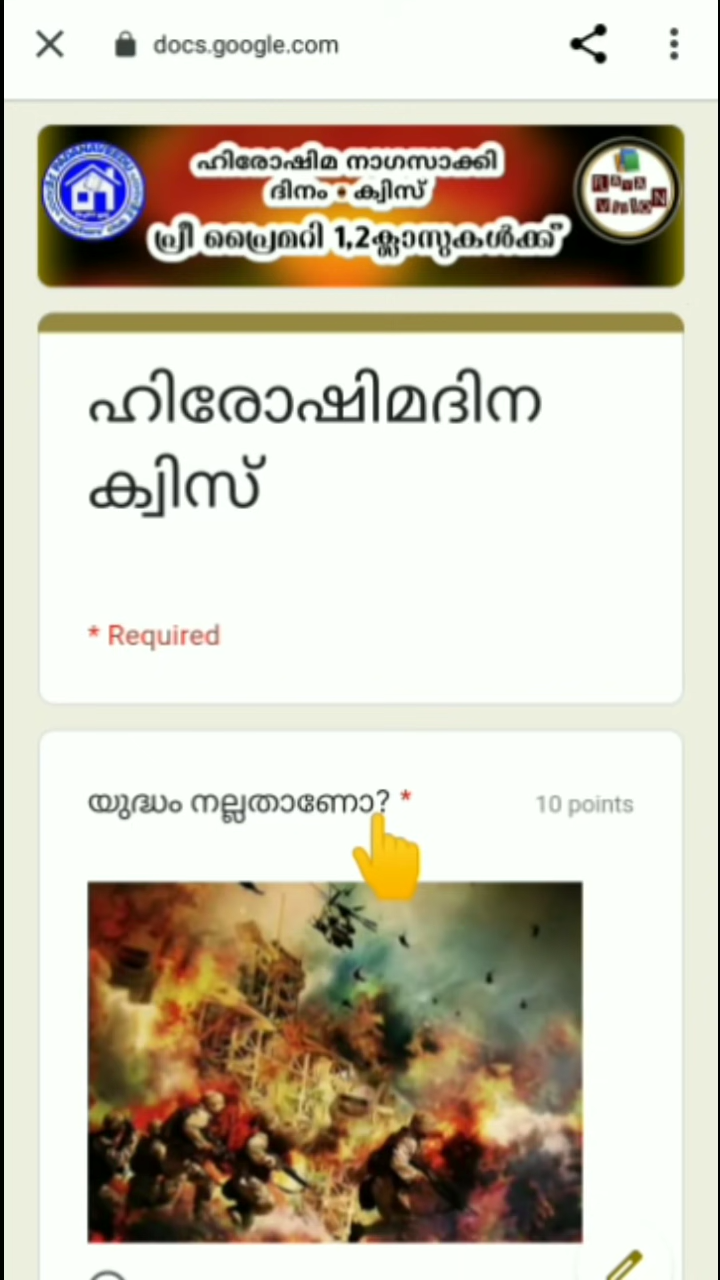 docs.google.com
ഹിരോഷിമ നാഗസാക്കി
ദിനം • ക്വിസ്
പ്രീ പ്രൈമറി 1,2ക്ലാസ്സുകൾക്ക്
ഹിരോഷിമദിന
ക്വിസ്
* Required
യുദ്ധം നല്ലതാണോ? *
10 points